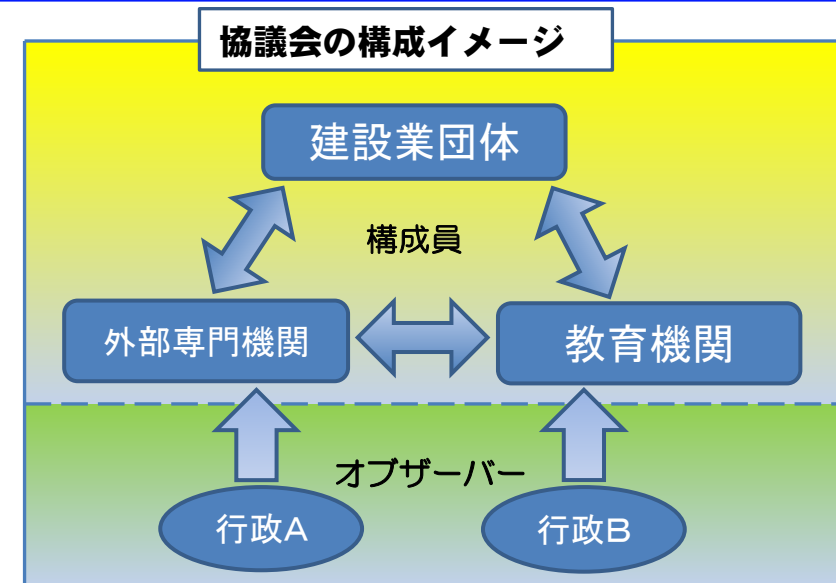 協議会の構成イメージ
建設業団体
構成員
外部専門機関
教育機関
オブザーバー
行政A
行政B